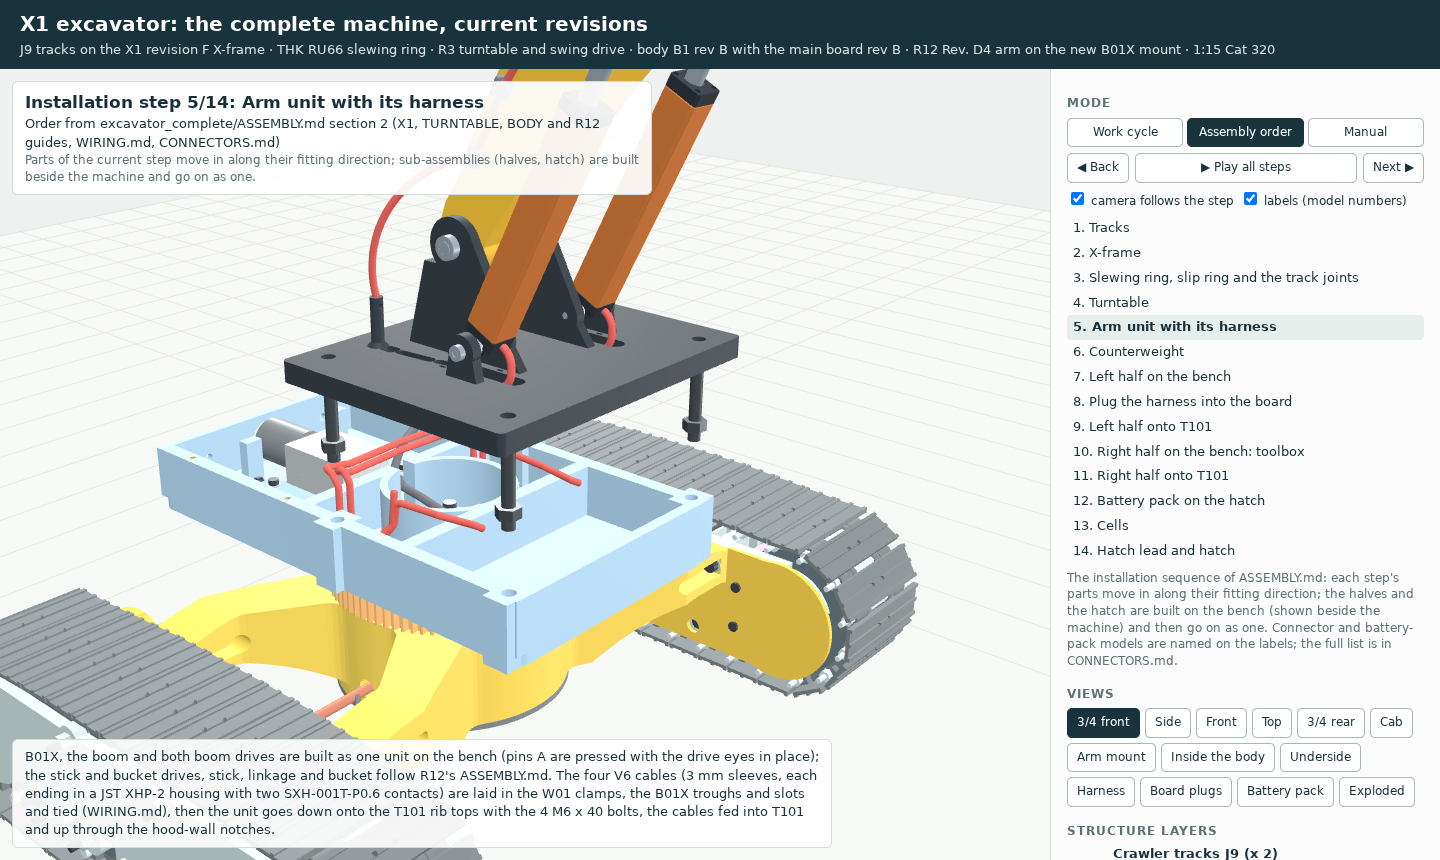 X1 excavator: the complete machine, current revisions
J9 tracks on the X1 revision F X-frame · THK RU66 slewing ring · R3 turntable and swing drive · body B1 rev B with the main board rev B · R12 Rev. D4 arm on the new B01X mount · 1:15 Cat 320
Installation step 5/14: Arm unit with its harness
Order from excavator_complete/ASSEMBLY.md section 2 (X1, TURNTABLE, BODY and R12
guides, WIRING.md, CONNECTORS.md)
Parts of the current step move in along their fitting direction; sub-assemblies (halves, hatch) are built
beside the machine and go on as one.
B01X, the boom and both boom drives are built as one unit on the bench (pins A are pressed with the drive eyes in place);
the stick and bucket drives, stick, linkage and bucket follow R12's ASSEMBLY.md. The four V6 cables (3 mm sleeves, each
ending in a JST XHP-2 housing with two SXH-001T-P0.6 contacts) are laid in the W01 clamps, the B01X troughs and slots
and tied (WIRING.md), then the unit goes down onto the T101 rib tops with the 4 M6 x 40 bolts, the cables fed into T101
and up through the hood-wall notches.
MODE
Work cycle
Assembly order
Manual
◀ Back
▶ Play all steps
Next ▶
camera follows the step
labels (model numbers)
1. Tracks
2. X-frame
3. Slewing ring, slip ring and the track joints
4. Turntable
5. Arm unit with its harness
6. Counterweight
7. Left half on the bench
8. Plug the harness into the board
9. Left half onto T101
10. Right half on the bench: toolbox
11. Right half onto T101
12. Battery pack on the hatch
13. Cells
14. Hatch lead and hatch
The installation sequence of ASSEMBLY.md: each step's
parts move in along their fitting direction; the halves and
the hatch are built on the bench (shown beside the
machine) and then go on as one. Connector and battery-
pack models are named on the labels; the full list is in
CONNECTORS.md.
VIEWS
3/4 front
Side
Front
Top
3/4 rear
Cab
Arm mount
Inside the body
Underside
Harness
Board plugs
Battery pack
Exploded
STRUCTURE LAYERS
Crawler tracks J9 (x 2)